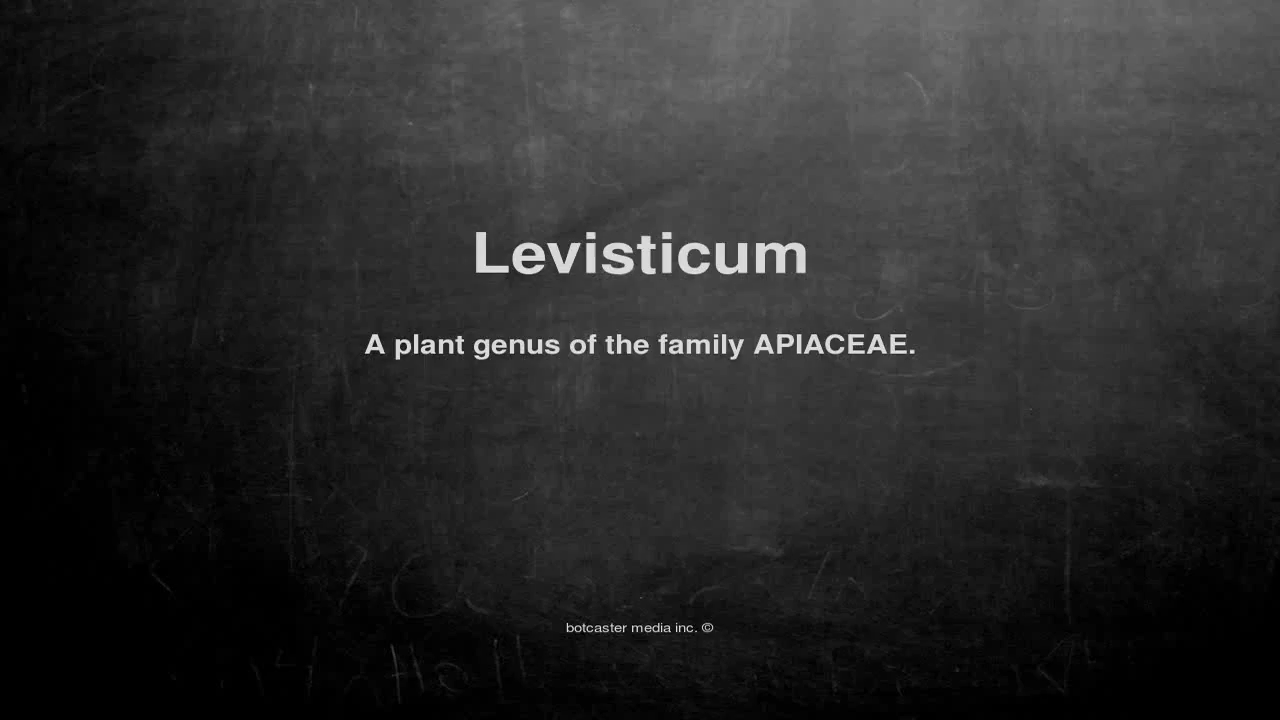 Levisticum
A plant genus of the family APIACEAE.
botcaster media inc. ©